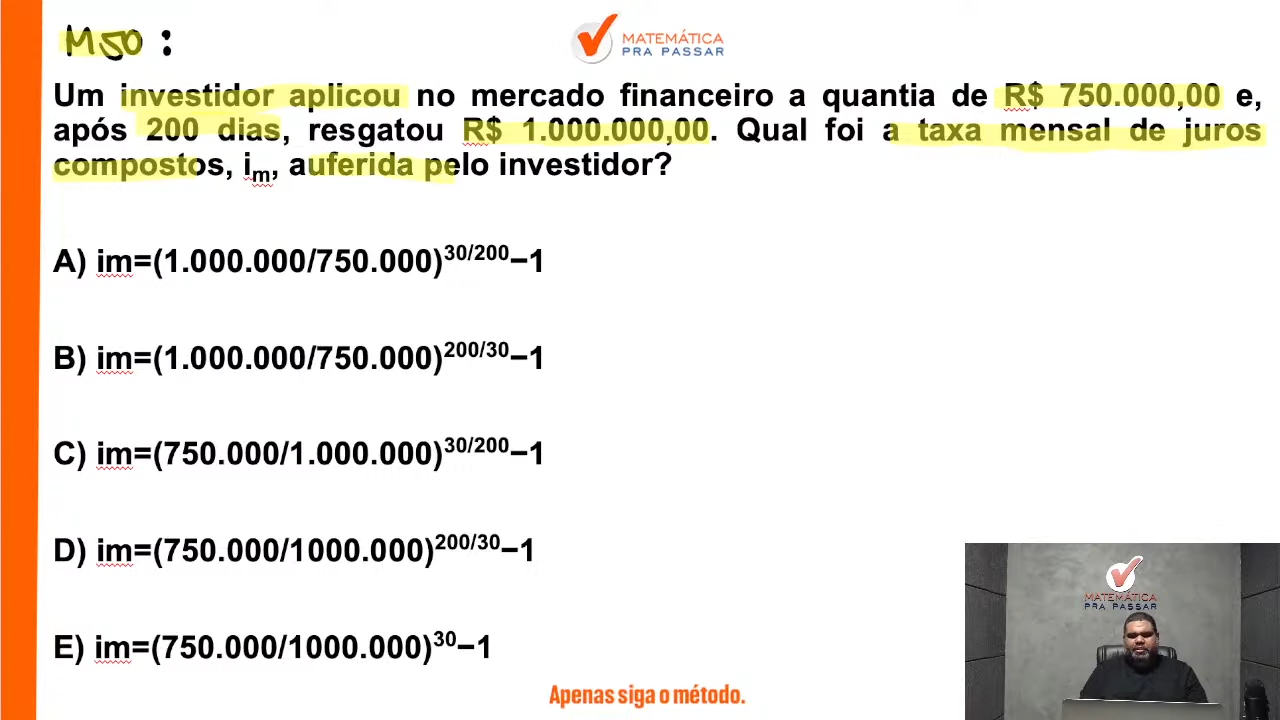 M50 :
MATEMÁTICA
PRA PASSAR
Um investidor aplicou no mercado financeiro a quantia de R$ 750.000,00 e,
após 200 dias, resgatou R$ 1.000.000,00. Qual foi a taxa mensal de juros
compostos, im, auferida pelo investidor?
A) im=(1.000.000/750.000)30/200−1
B) im=(1.000.000/750.000)200/30−1
C) im=(750.000/1.000.000)30/200−1
D) im=(750.000/1000.000)200/30−1
E) im=(750.000/1000.000)30−1
MATEMÁTICA
PRA PASSAR
Apenas siga o método.